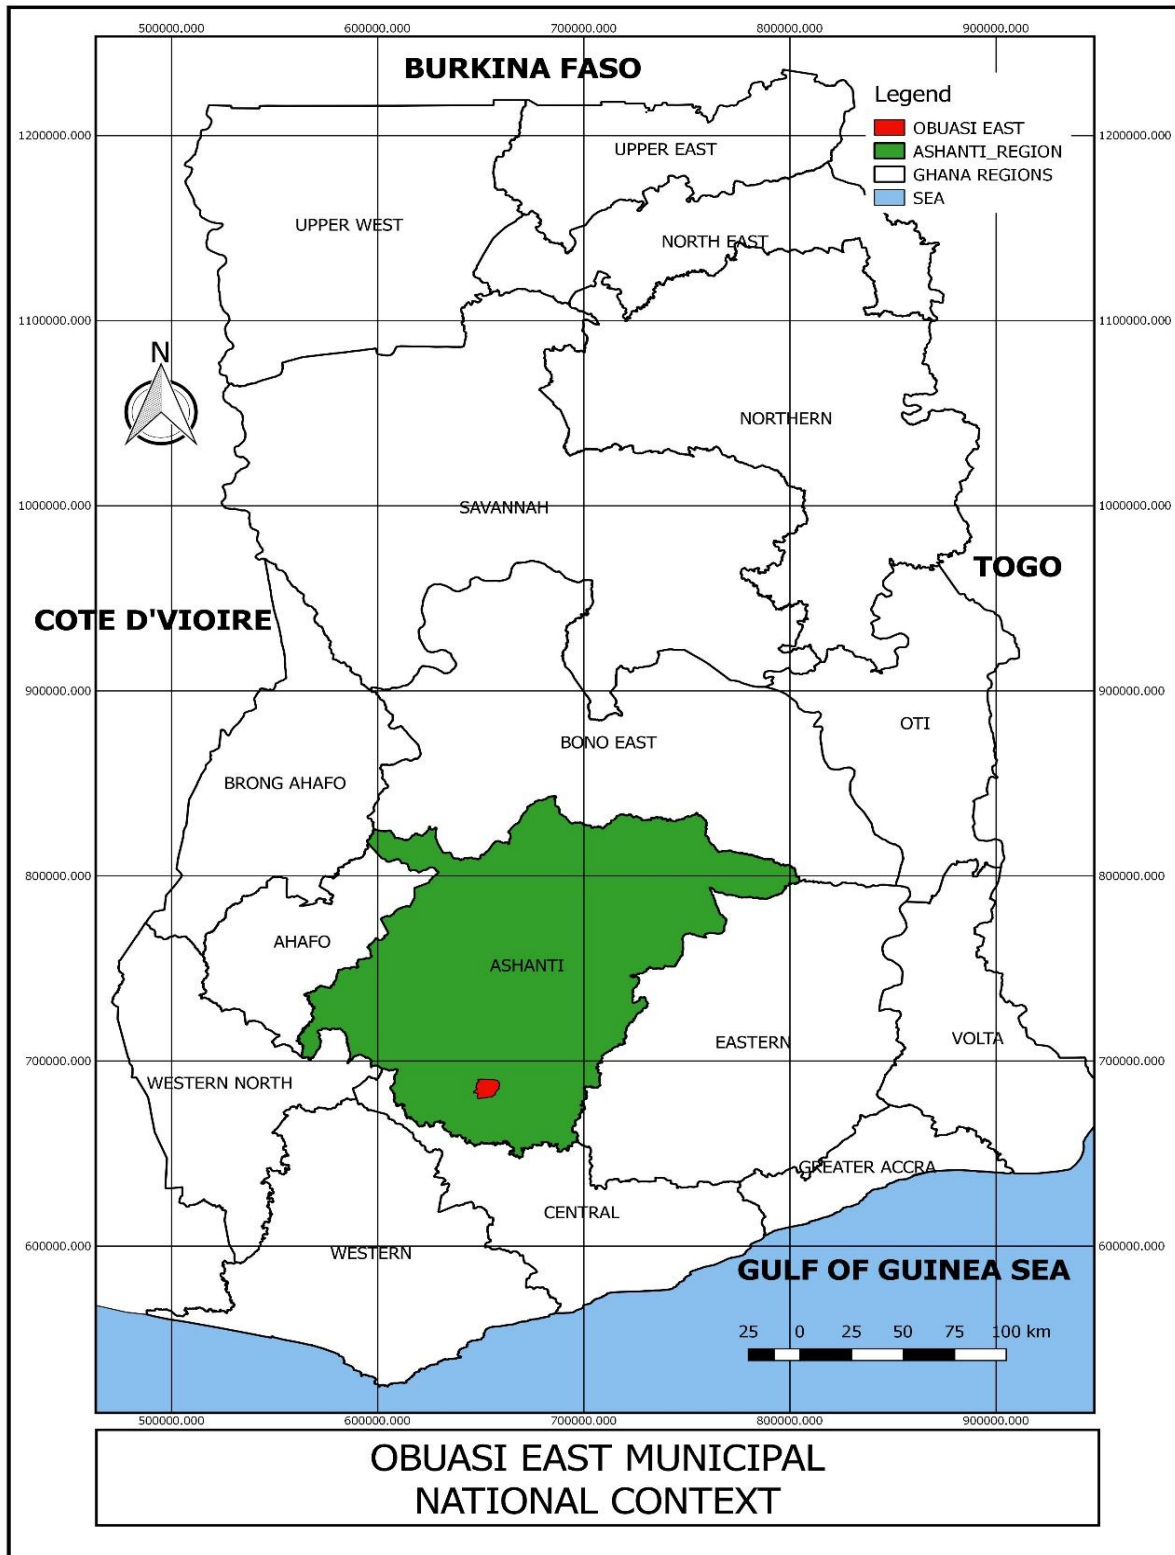 500000.000 600000.000 700000.000 800000.000 900000.000
BURKINA FASO
Legend
OBUASI EAST
ASHANTI_REGION
GHANA REGIONS
SEA
1200000.000 1200000.000
UPPER EAST
UPPER WEST
NORTH EAST
1100000.000 1100000.000
N
NORTHERN
1000000.000 1000000.000
SAVANNAH
TOGO
COTE D'VIOIRE
900000.000 900000.000
OTI
BONO EAST
BRONG AHAFO
800000.000 800000.000
AHAFO
ASHANTI
EASTERN
VOLTA
700000.000 700000.000
WESTERN NORTH
GREATER ACCRA
CENTRAL
600000.000 600000.000
WESTERN
GULF OF GUINEA SEA
25 0 25 50 75 100 km
500000.000 600000.000 700000.000 800000.000 900000.000
OBUASI EAST MUNICIPAL
NATIONAL CONTEXT